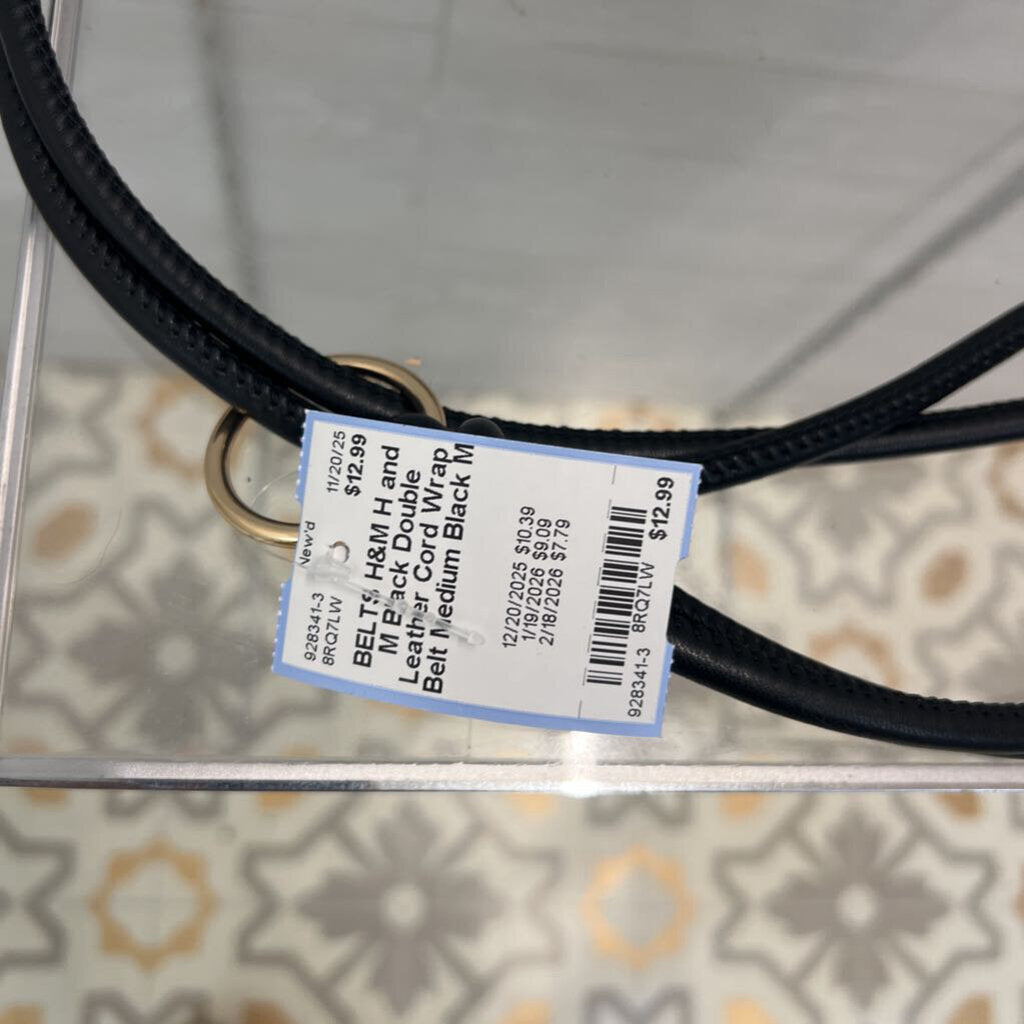 New'd 11/20/25
$12.99
928341-3
8RQ7LW
BELTS H&M H and
M Black Double
Leather Cord Wrap
Belt Medium Black M
12/20/2025 $10.39
1/19/2026 $9.09
2/18/2026 $7.79
928341-3 8RQ7LW
$12.99